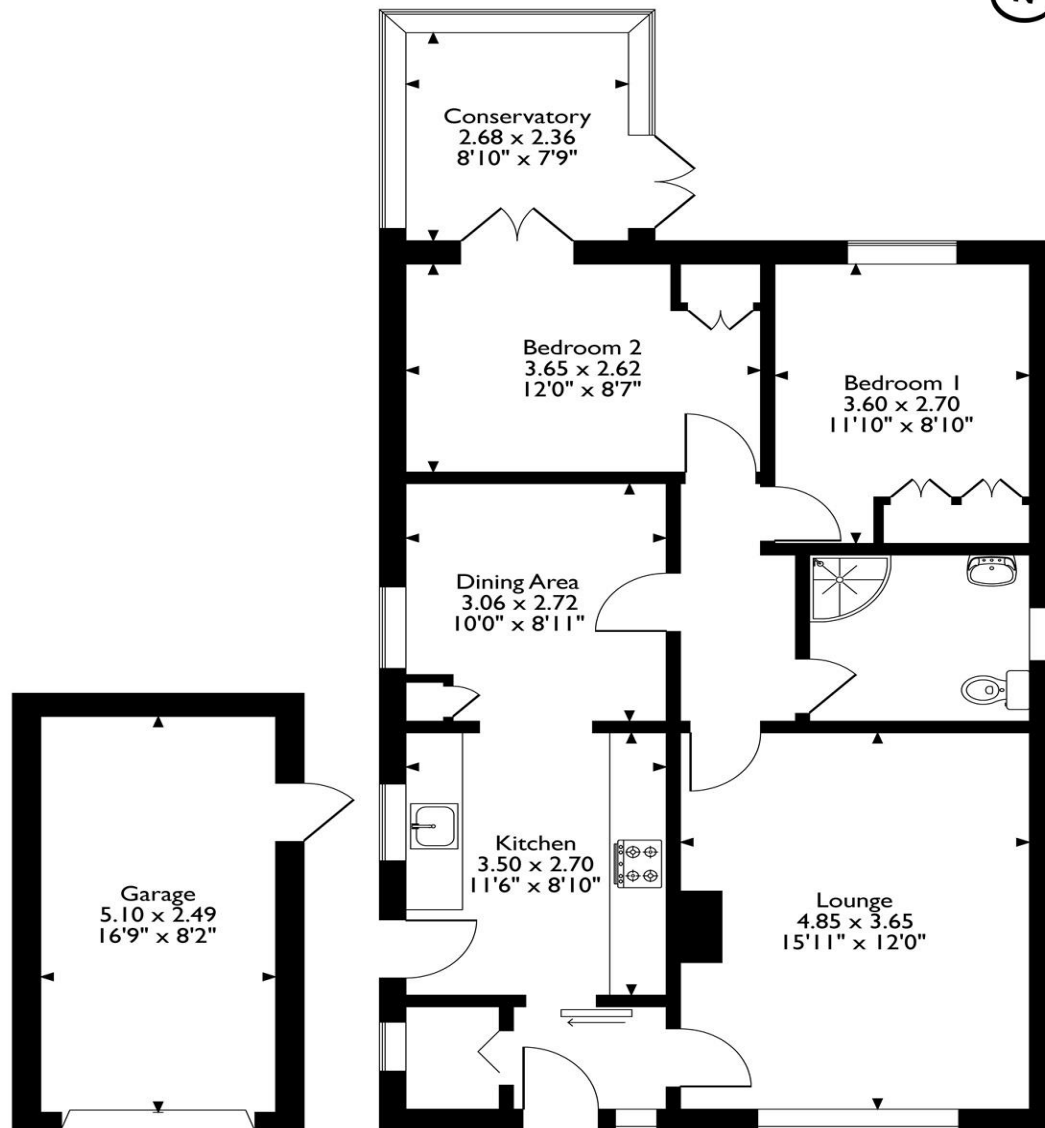 Conservatory
2.68 x 2.36
8'10" x 7'9"
Bedroom 2
3.65 x 2.62
12'0" x 8'7"
Bedroom 1
3.60 x 2.70
11'10" x 8'10"
Dining Area
3.06 x 2.72
10'0" x 8'11"
Kitchen
3.50 x 2.70
11'6" x 8'10"
Garage
5.10 x 2.49
16'9" x 8'2"
Lounge
4.85 x 3.65
15'11" x 12'0"